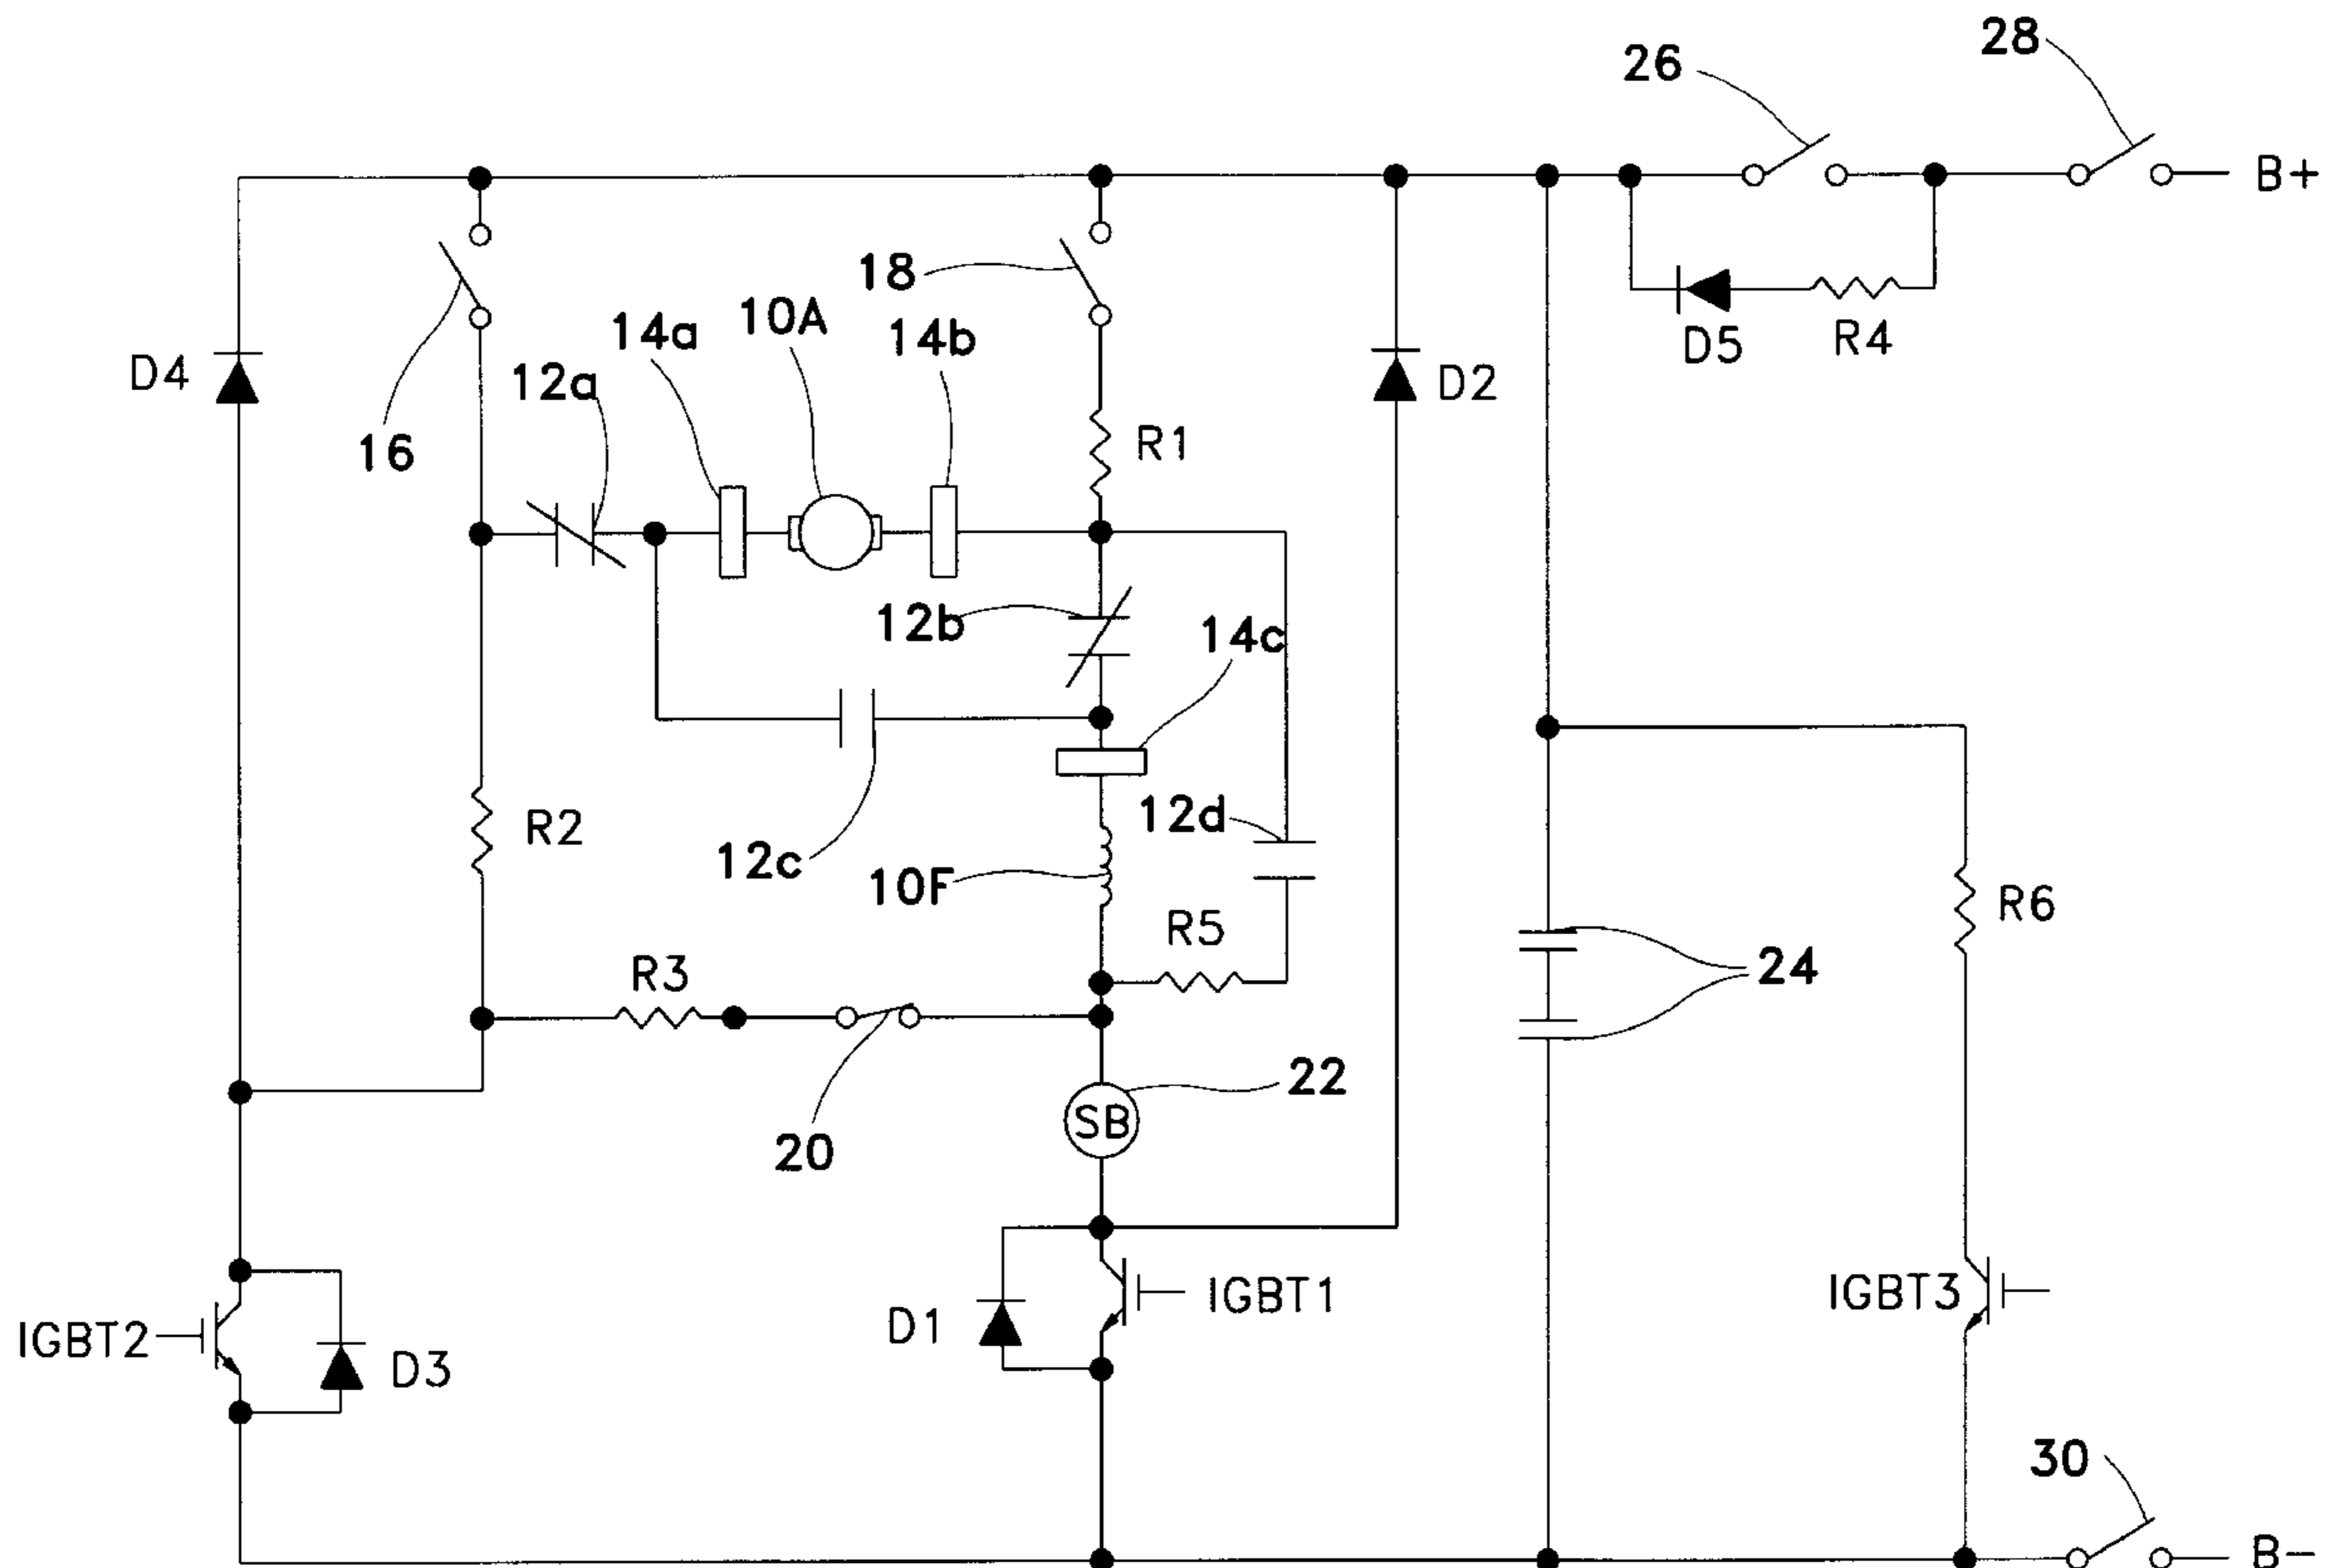 28
26
B+
18
10A
14a
14b
D5
R4
D4
12a
D2
16
R1
12b
14c
12d
R2
12c
10F
R6
R5
24
R3
22
SB
20
IGBT3
IGBT1
D1
IGBT2
D3
30
B-